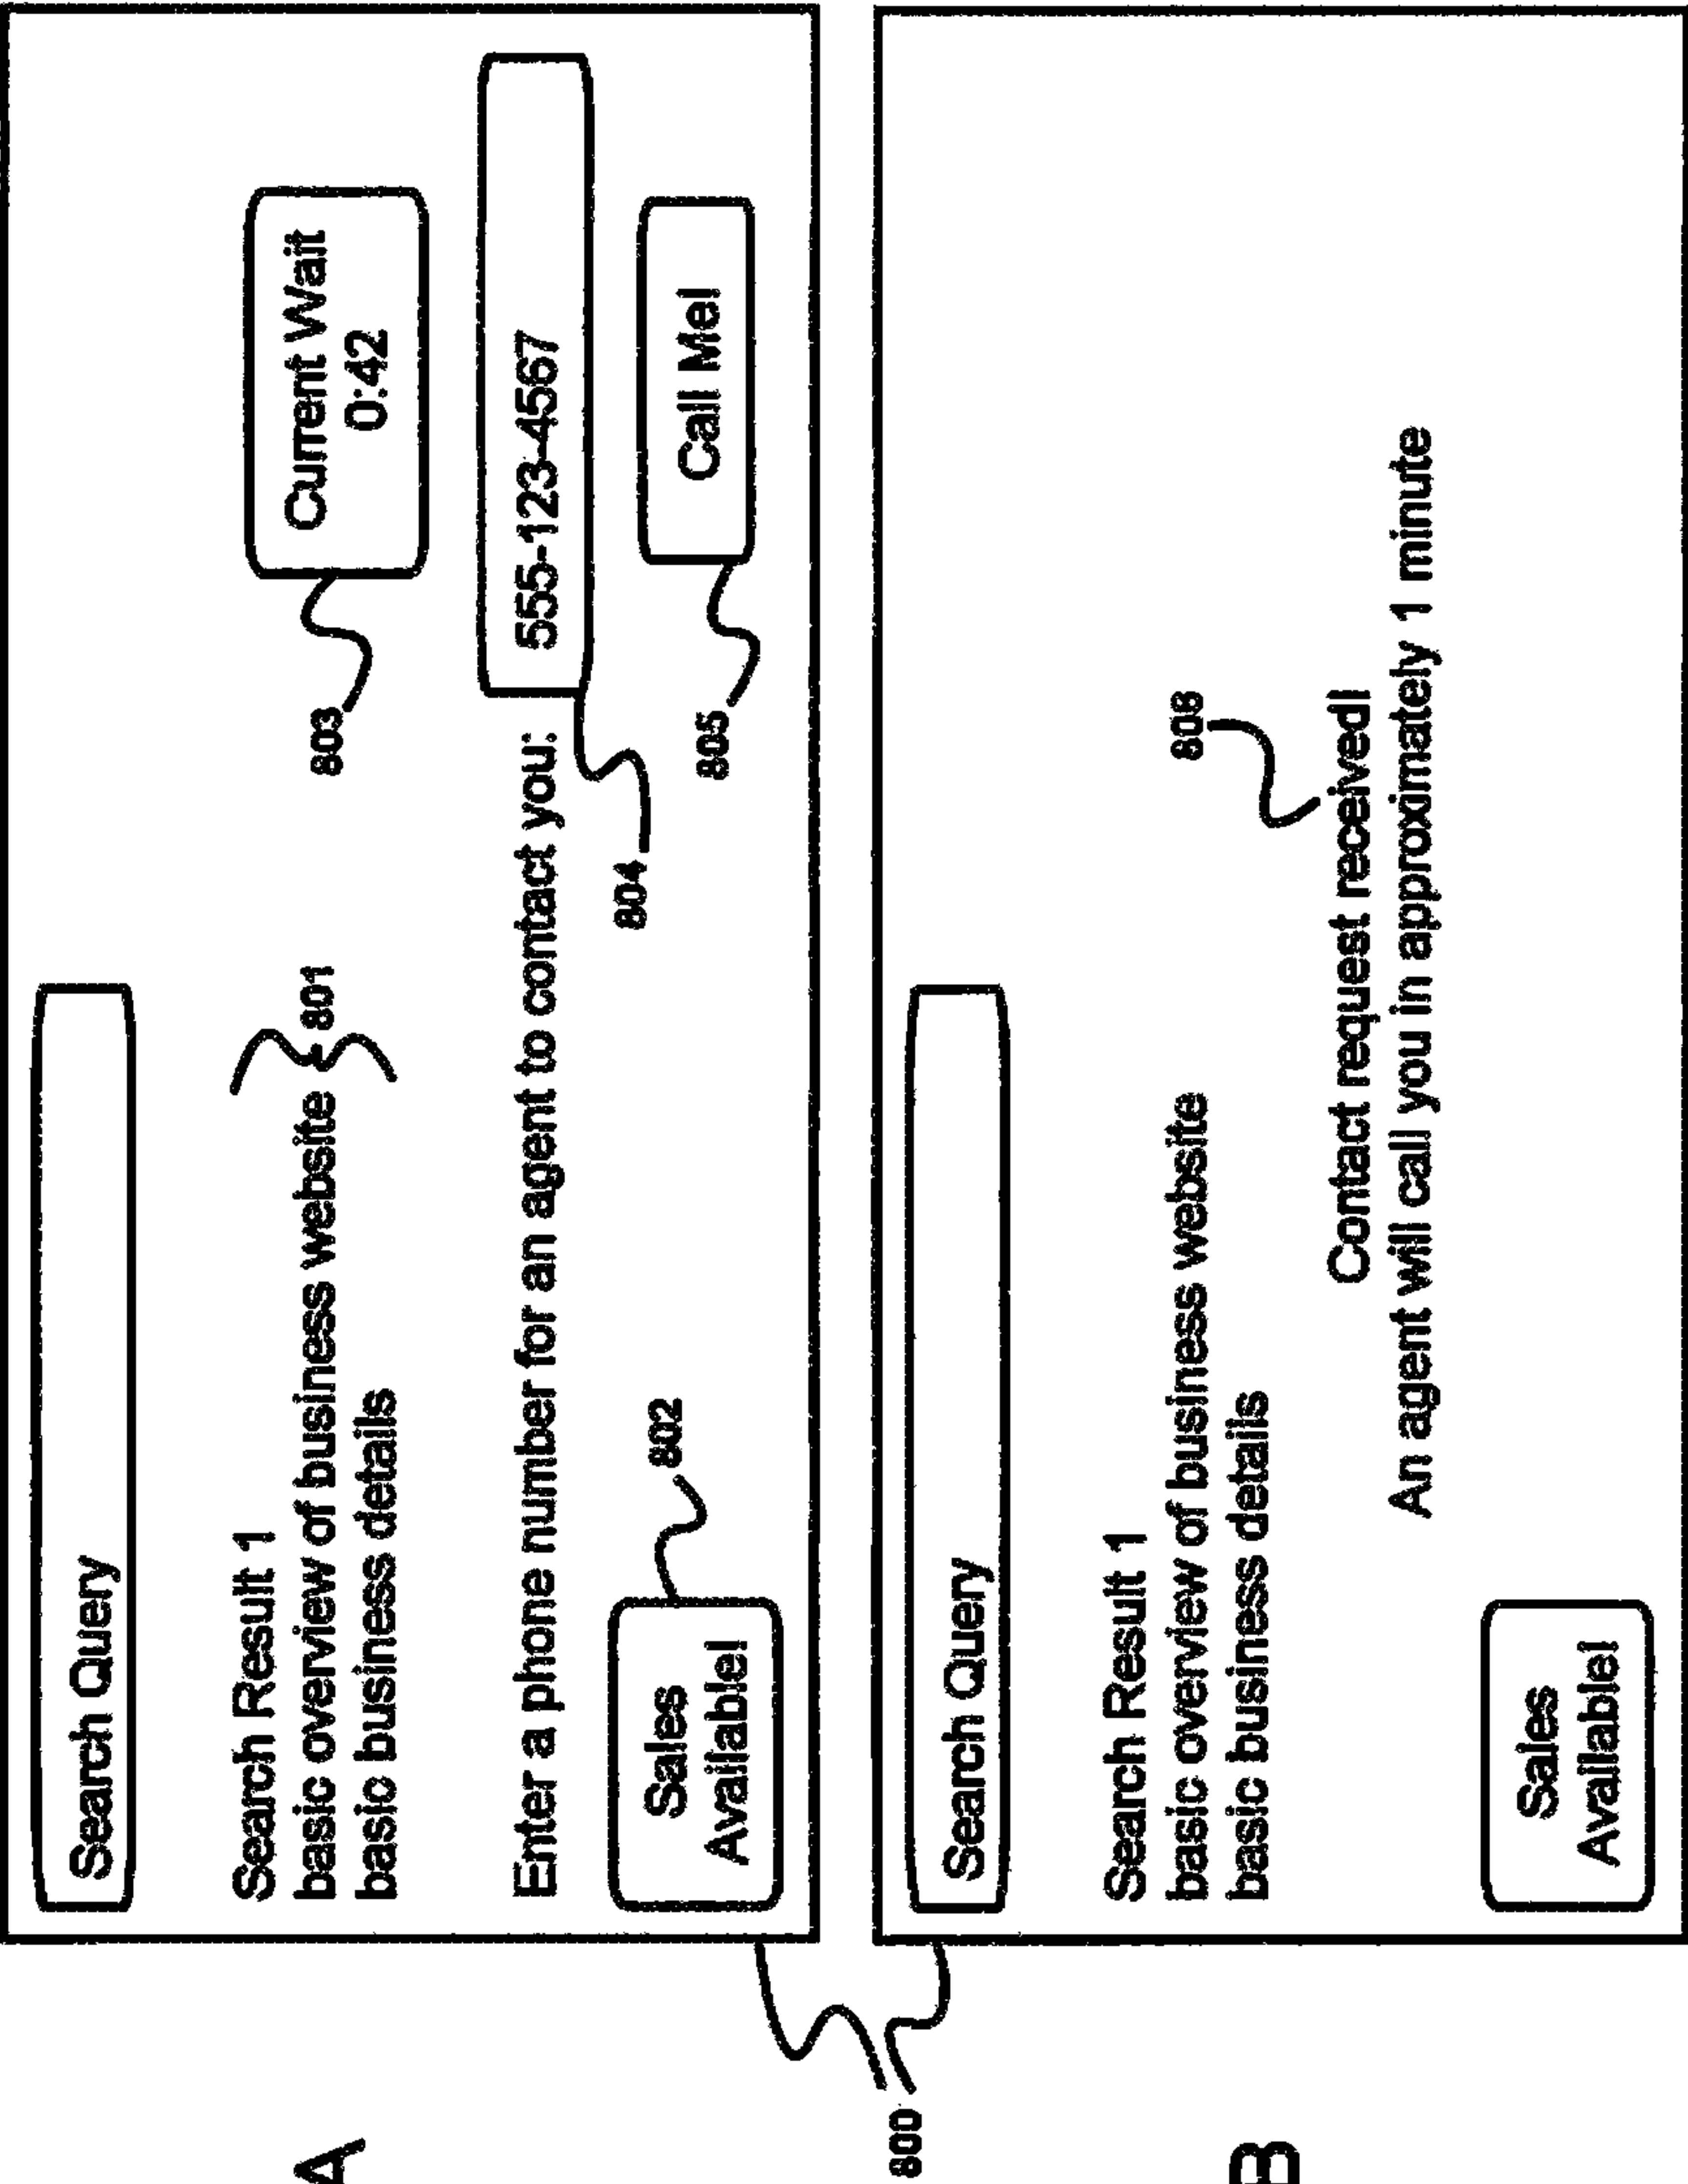 A
Search Query
Search Result 1
basic overview of business website
basic business details
801
803
Current Wait
0:42
Enter a phone number for an agent to contact you:
555-123-4567
804
Sales
Available!
802
805
Call Me!
800
B
Search Query
Search Result 1
basic overview of business website
basic business details
806
Contact request received!
An agent will call you in approximately 1 minute
Sales
Available!